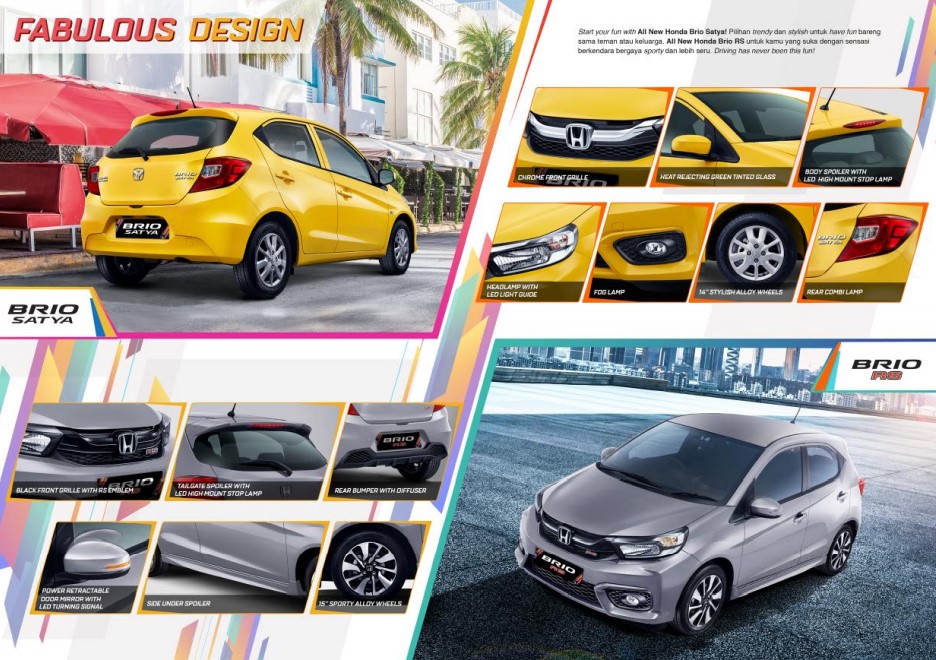 FABULOUS DESIGN
Start your fun with All New Honda Brio Satya! Pilihan trendy dan stylish untuk have fun bareng
sama teman atau keluarga. All New Honda Brio RS untuk kamu yang suka dengan sensasi
berkendara bergaya sporty dan lebih seru. Driving has never been this fun!
BRIO
SATYA
BRIO
SATYA
BRIO
SATYA
CHROME FRONT GRILLE
HEAT REJECTING GREEN TINTED GLASS
BODY SPOILER WITH
LED HIGH MOUNT STOP LAMP
HEADLAMP WITH
LED LIGHT GUIDE
FOG LAMP
14" STYLISH ALLOY WHEELS
BRIO
REAR COMBI LAMP
BRIO
RS
BLACK FRONT GRILLE WITH RS EMBLEM
TAILGATE SPOILER WITH
LED HIGH MOUNT STOP LAMP
BRIO
REAR BUMPER WITH DIFFUSER
POWER RETRACTABLE
DOOR MIRROR WITH
LED TURNING SIGNAL
SIDE UNDER SPOILER
15" SPORTY ALLOY WHEELS
BRIO